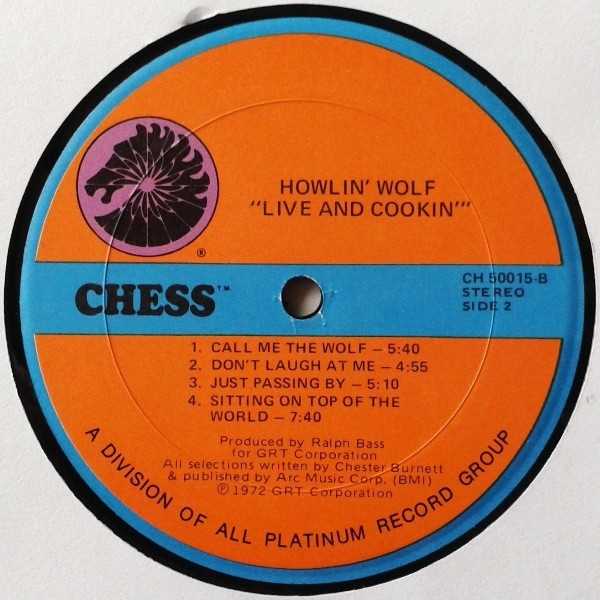 HOWLIN' WOLF
"LIVE AND COOKIN'"
®
CHESS™
CH 50015-B
STEREO
SIDE 2
1. CALL ME THE WOLF – 5:40
2. DON'T LAUGH AT ME – 4:55
3. JUST PASSING BY – 5:10
4. SITTING ON TOP OF THE
WORLD – 7:40
Produced by Ralph Bass
for GRT Corporation
All selections written by Chester Burnett
& published by Arc Music Corp. (BMI)
℗ 1972 GRT Corporation
A DIVISION OF ALL PLATINUM RECORD GROUP